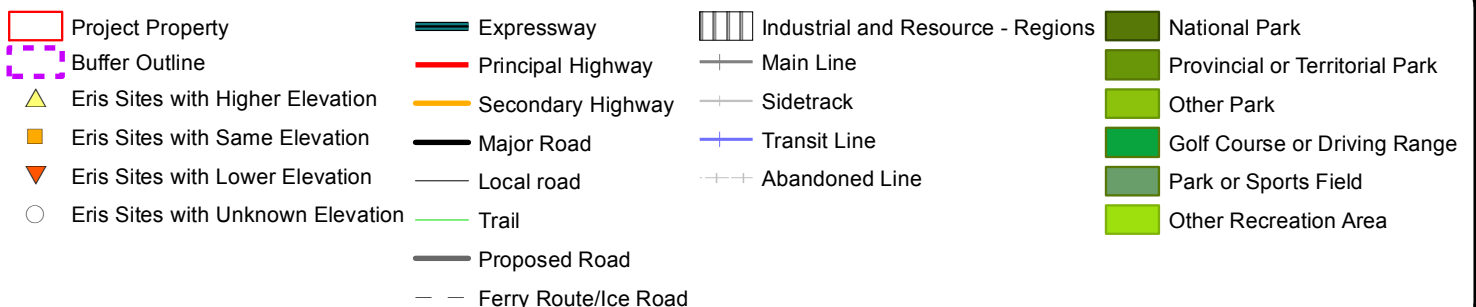 Project Property
Buffer Outline
Eris Sites with Higher Elevation
Eris Sites with Same Elevation
Eris Sites with Lower Elevation
Eris Sites with Unknown Elevation
Expressway
Principal Highway
Secondary Highway
Major Road
Local road
Trail
Proposed Road
Ferry Route/Ice Road
Industrial and Resource - Regions
Main Line
Sidetrack
Transit Line
Abandoned Line
National Park
Provincial or Territorial Park
Other Park
Golf Course or Driving Range
Park or Sports Field
Other Recreation Area